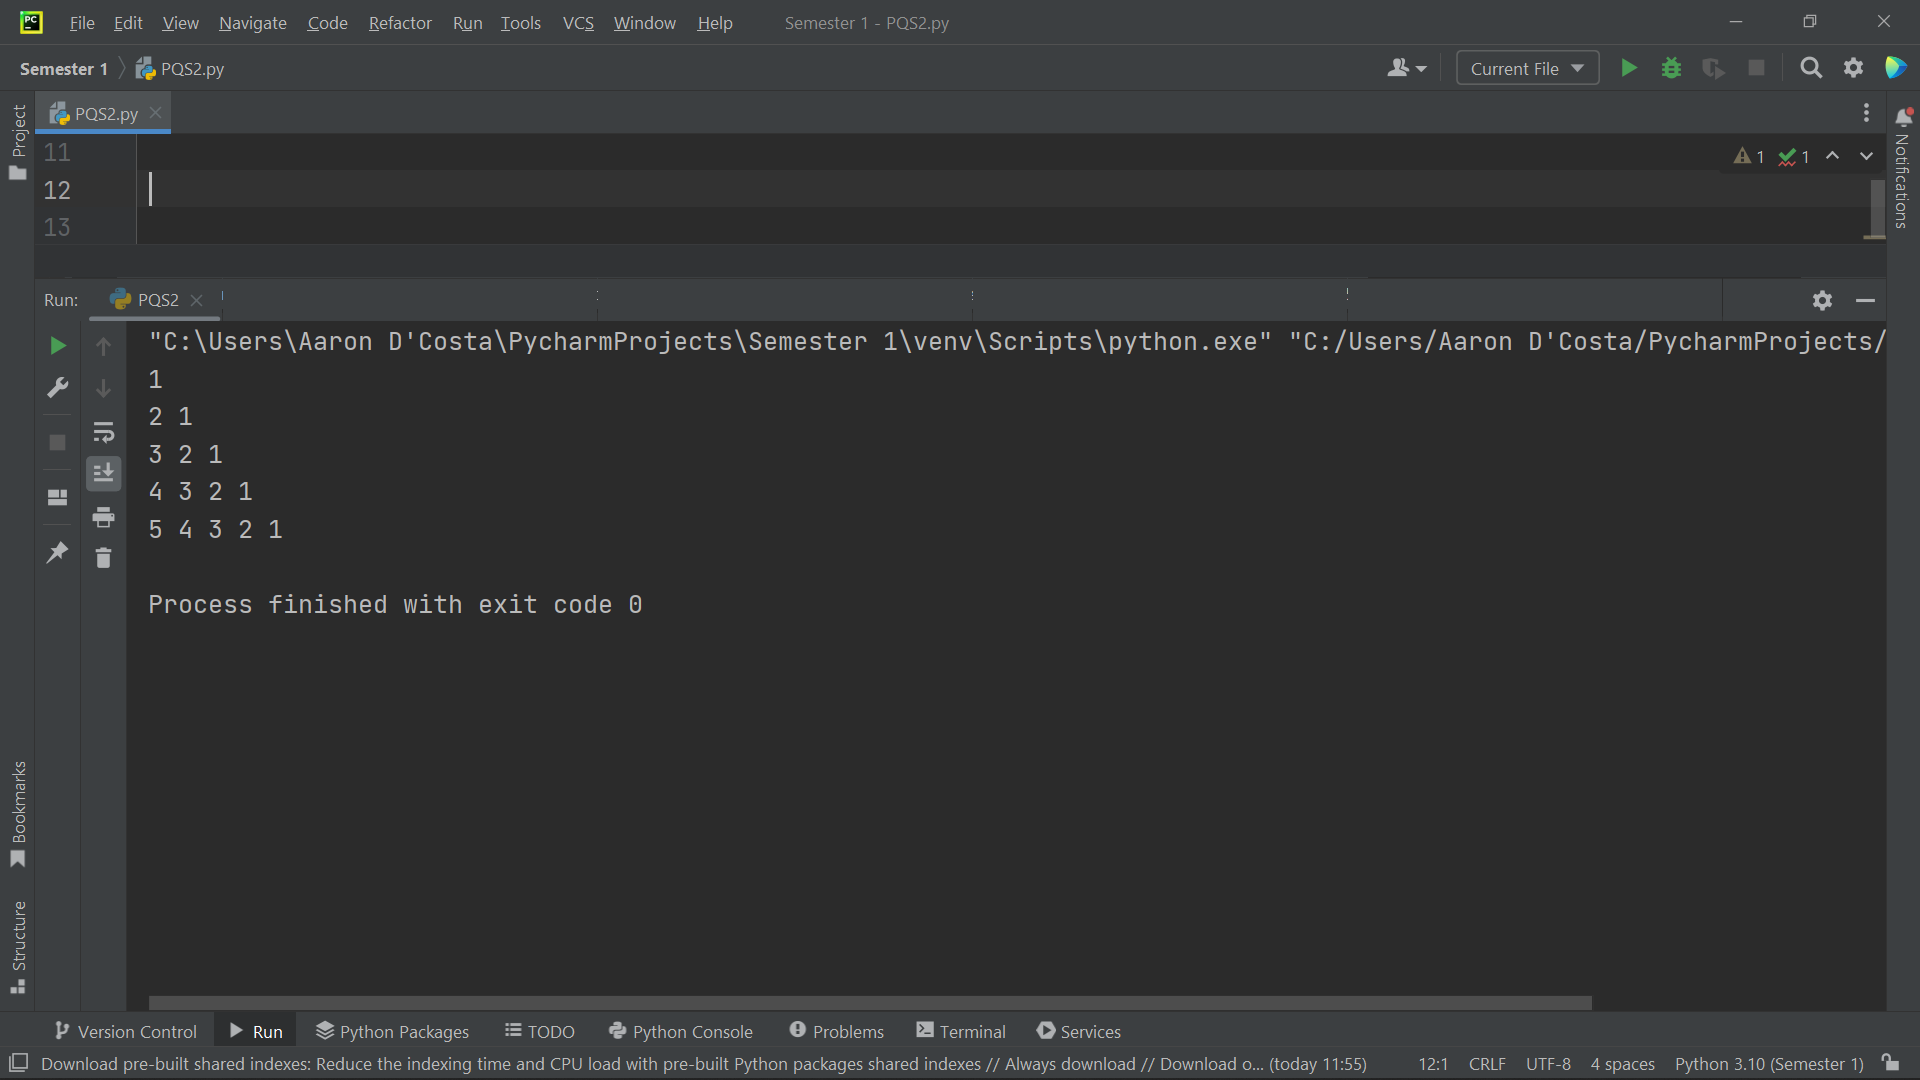 PC File Edit View Navigate Code Refactor Run Tools VCS Window Help Semester 1 - PQS2.py
Semester 1 PQS2.py Current File
Project
PQS2.py
Notifications
11
1 1
12
13
Run: PQS2
"C:\Users\Aaron D'Costa\PycharmProjects\Semester 1\venv\Scripts\python.exe" "C:/Users/Aaron D'Costa/PycharmProjects/
1
2 1
3 2 1
4 3 2 1
5 4 3 2 1
Process finished with exit code 0
Bookmarks
Structure
Version Control Run Python Packages TODO Python Console Problems Terminal Services
Download pre-built shared indexes: Reduce the indexing time and CPU load with pre-built Python packages shared indexes // Always download // Download o... (today 11:55) 12:1 CRLF UTF-8 4 spaces Python 3.10 (Semester 1)